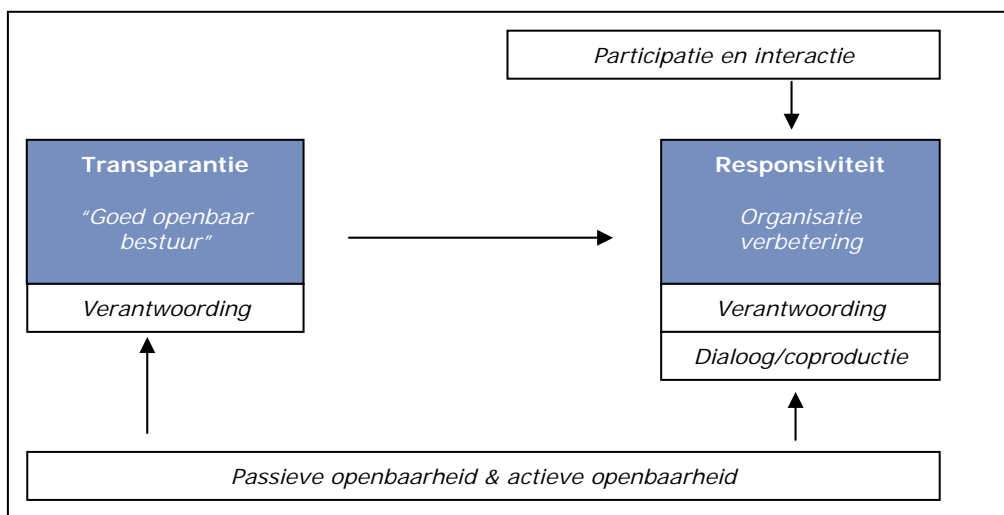 Participatie en interactie
Transparantie
“Goed openbaar
bestuur”
Verantwoording
Responsiviteit
Organisatie
verbetering
Verantwoording
Dialoog/coproductie
Passieve openbaarheid & actieve openbaarheid